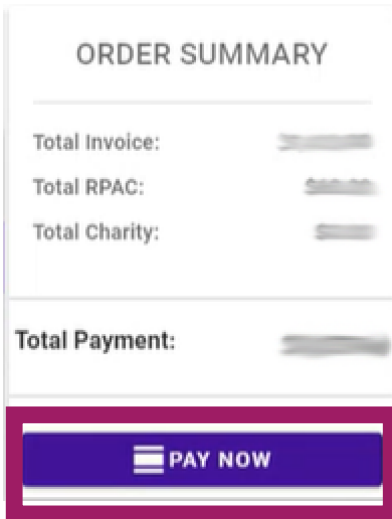 ORDER SUMMARY
Total Invoice:
Total RPAC:
Total Charity:
Total Payment:
PAY NOW